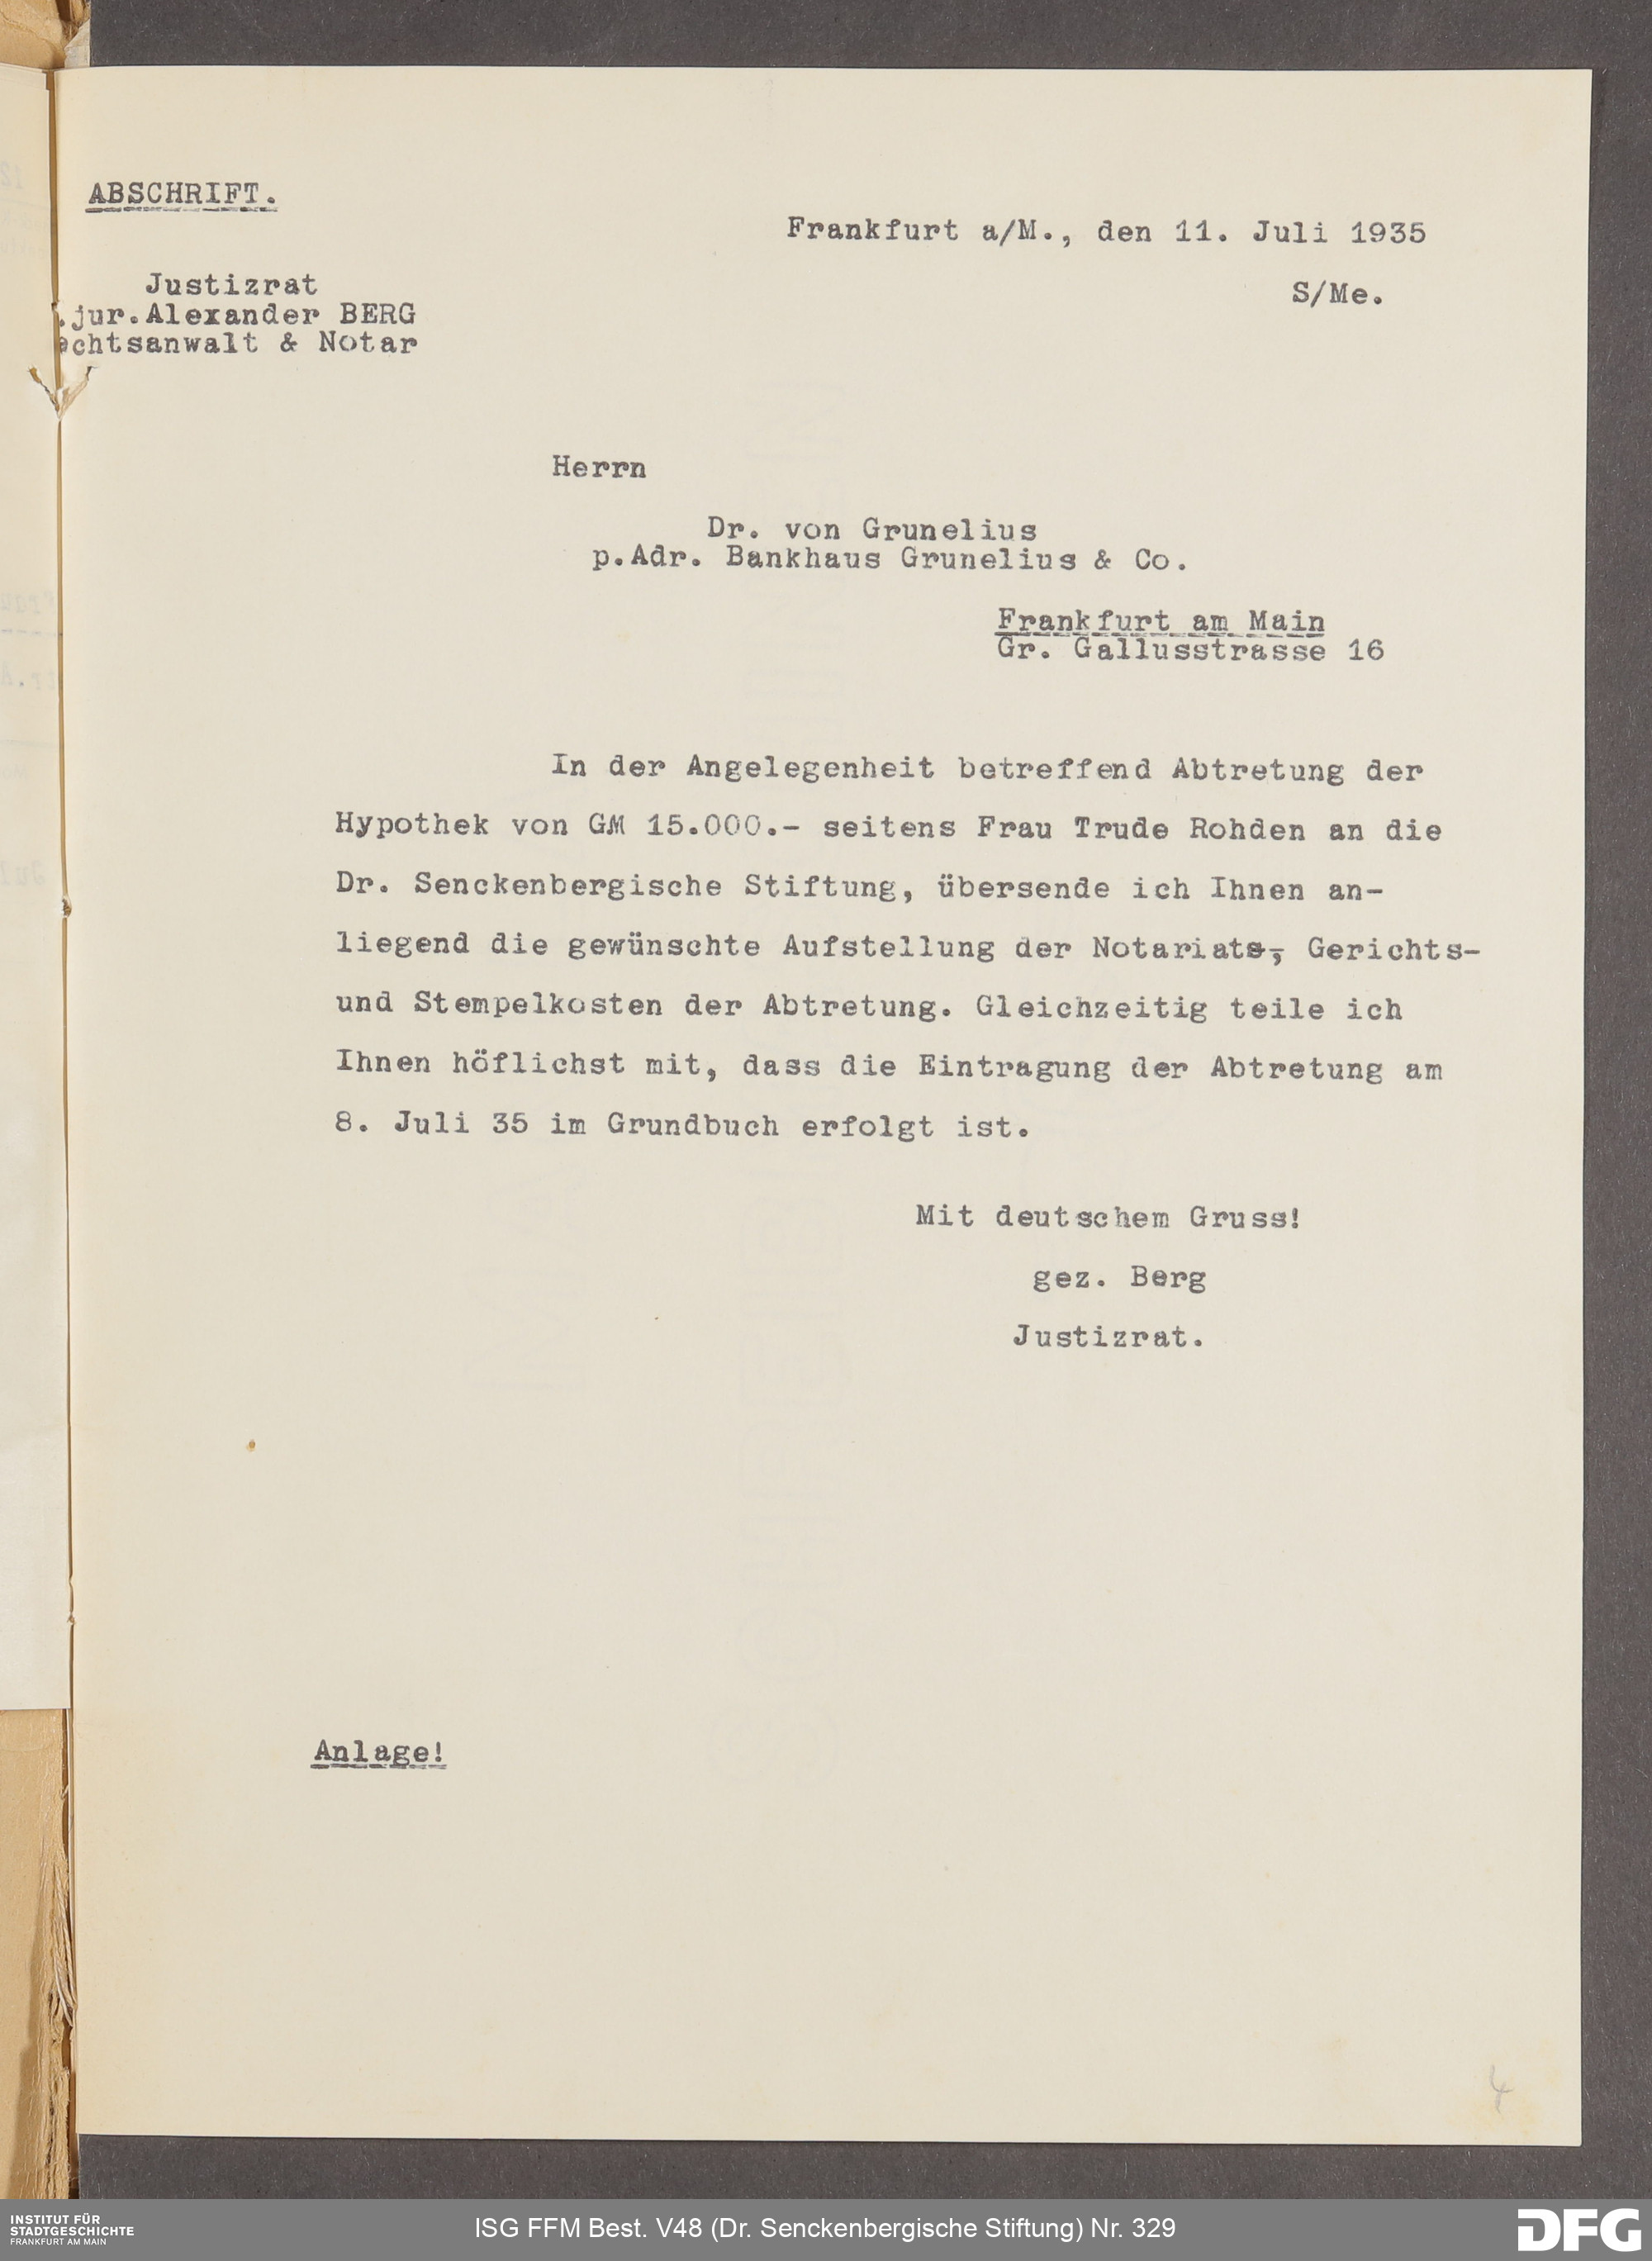 ABSCHRIFT.
Frankfurt a/M., den 11. Juli 1935
S/Me.
Justizrat
.jur.Alexander BERG
echtsanwalt & Notar
Herrn
Dr. von Grunelius
p.Adr. Bankhaus Grunelius & Co.
Frankfurt am Main
Gr. Gallusstrasse 16
In der Angelegenheit betreffend Abtretung der
Hypothek von GM 15.000.- seitens Frau Trude Rohden an die
Dr. Senckenbergische Stiftung, übersende ich Ihnen an-
liegend die gewünschte Aufstellung der Notariats-, Gerichts-
und Stempelkosten der Abtretung. Gleichzeitig teile ich
Ihnen höflichst mit, dass die Eintragung der Abtretung am
8. Juli 35 im Grundbuch erfolgt ist.
Mit deutschem Gruss!
gez. Berg
Justizrat.
Anlage!
4
INSTITUT FÜR
STADTGESCHICHTE
FRANKFURT AM MAIN
ISG FFM Best. V48 (Dr. Senckenbergische Stiftung) Nr. 329
DFG